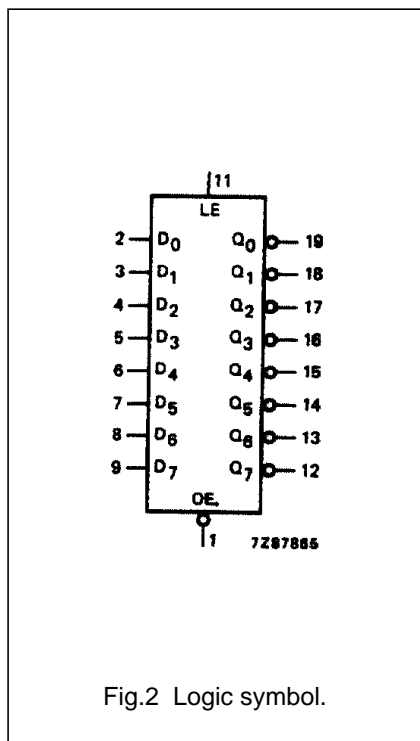 11
LE
2 D0 Q0 19
3 D1 Q1 18
4 D2 Q2 17
5 D3 Q3 16
6 D4 Q4 15
7 D5 Q5 14
8 D6 Q6 13
9 D7 Q7 12
OE.
1 7Z87865
Fig.2 Logic symbol.